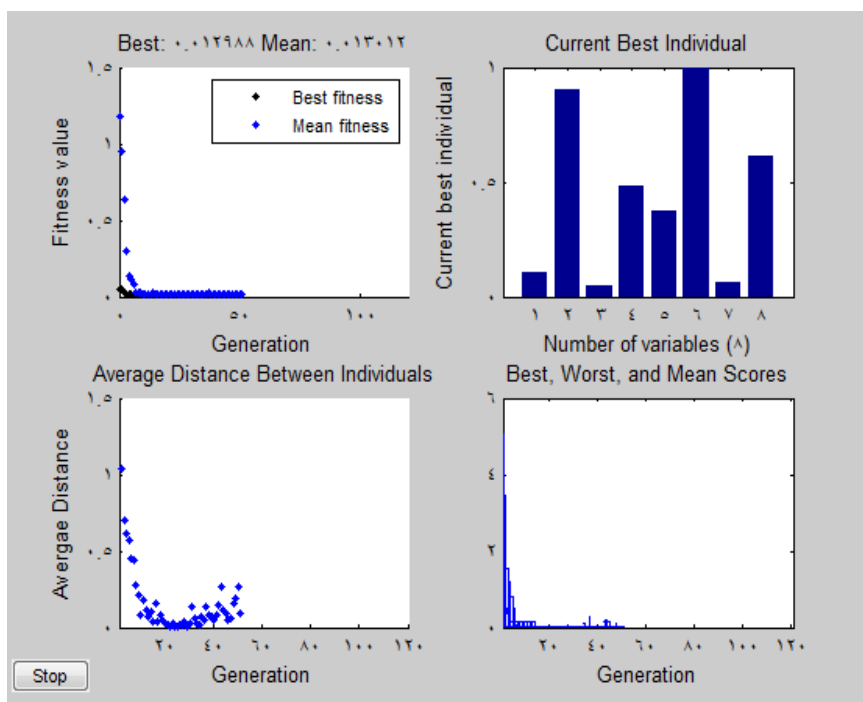 Best: ٠.٠١٢٩٨٨ Mean: ٠.٠١٣٠١٢
١.٥
١
٠.٥
٠
Fitness value
Best fitness
Mean fitness
٠ ٥٠ ١٠٠
Generation
Current Best Individual
١
٠.٥
٠
Current best individual
١ ٢ ٣ ٤ ٥ ٦ ٧ ٨
Number of variables (٨)
Average Distance Between Individuals
١.٥
١
٠.٥
٠
Avergae Distance
٢٠ ٤٠ ٦٠ ٨٠ ١٠٠ ١٢٠
Generation
Best, Worst, and Mean Scores
٦
٤
٢
٠
٢٠ ٤٠ ٦٠ ٨٠ ١٠٠ ١٢٠
Generation
Stop